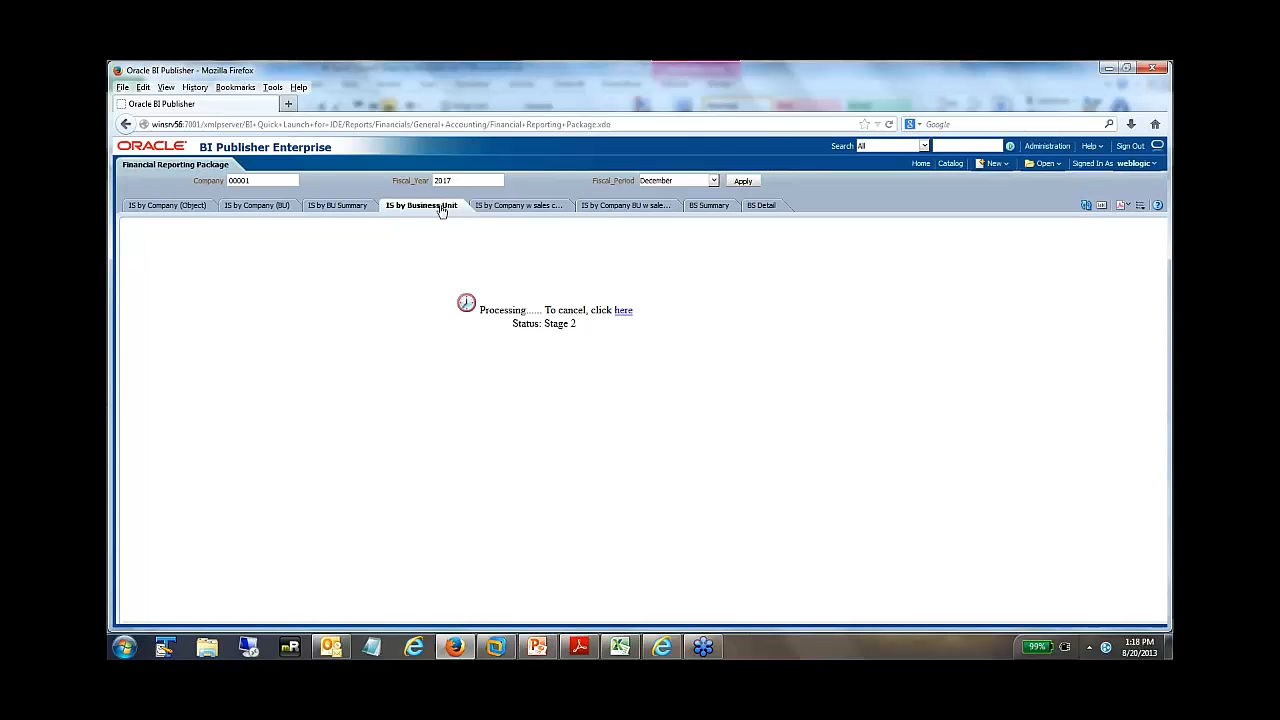 Oracle BI Publisher - Mozilla Firefox
File Edit View History Bookmarks Tools Help
Oracle BI Publisher +
winsrv56:7001/xmlpserver/BI+Quick+Launch+for+JDE/Reports/Financials/General+Accounting/Financial+Reporting+Package.xdo
Google
ORACLE BI Publisher Enterprise
Search All
Administration Help Sign Out
Financial Reporting Package
Home Catalog New Open Signed In As weblogic
Company 00001 Fiscal_Year 2017 Fiscal_Period December Apply
IS by Company (Object) IS by Company (BU) IS by BU Summary IS by Business Unit IS by Company w sales c... IS by Company BU w sale... BS Summary BS Detail
Processing...... To cancel, click here
Status: Stage 2
mR
99%
1:18 PM
8/20/2013